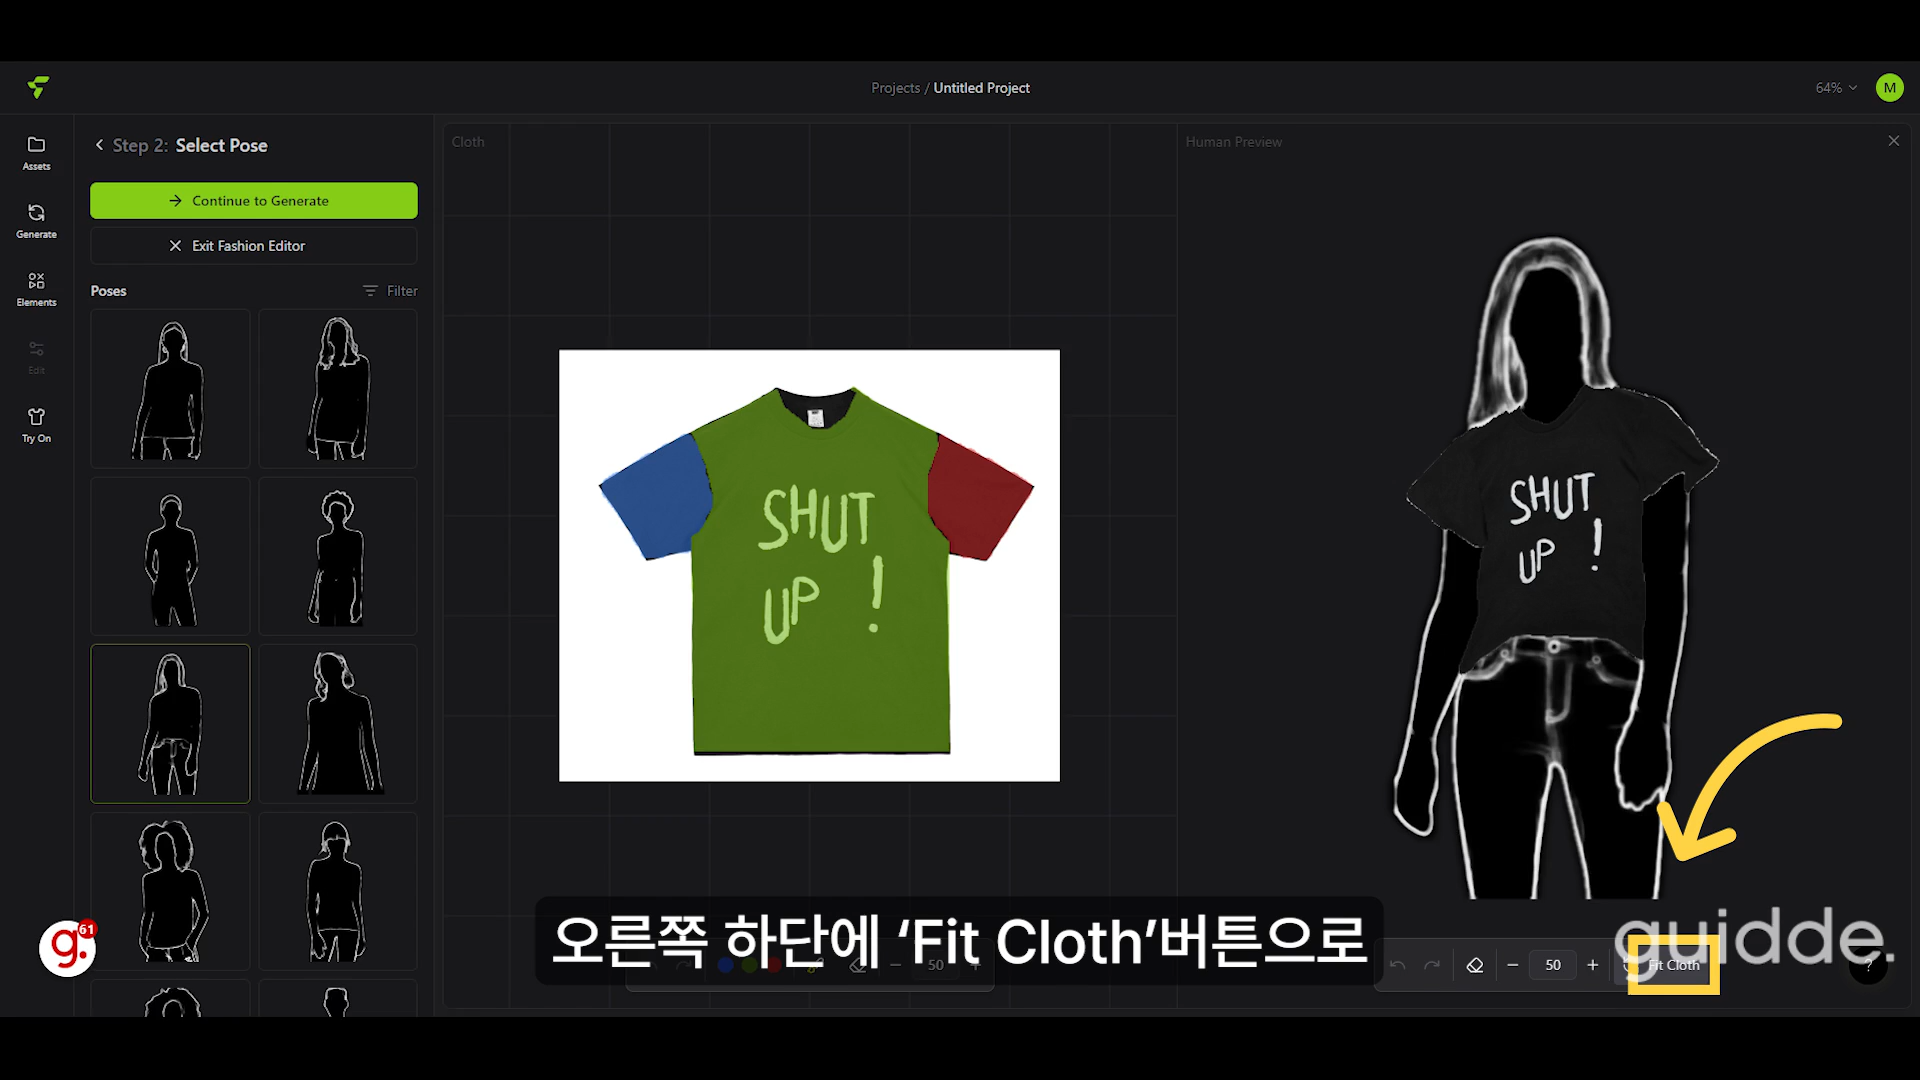 Projects / Untitled Project
64%
M
Assets
Generate
Elements
Edit
Try On
Step 2: Select Pose
Continue to Generate
Exit Fashion Editor
Poses
Filter
Cloth
Human Preview
SHUT
UP !
SHUT
UP !
g.
61
오른쪽 하단에 ‘Fit Cloth’버튼으로
50
50
Fit Cloth
guidde.
?